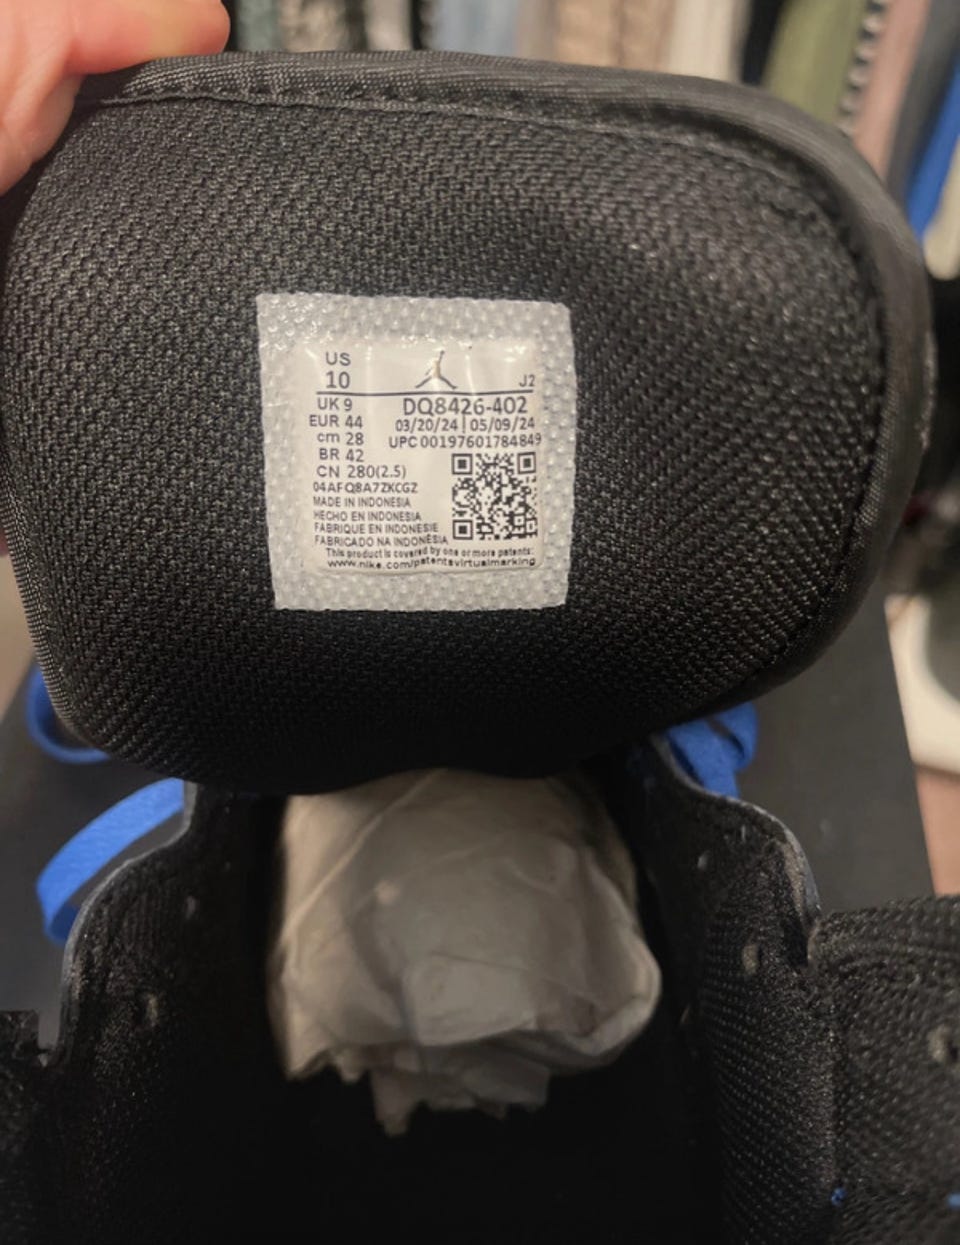 US
10
J2
UK 9
DQ8426-402
EUR 44
03/20/24 | 05/09/24
cm 28
UPC 00197601784849
BR 42
CN 280(2.5)
04AFQ8A7ZKCGZ
MADE IN INDONESIA
HECHO EN INDONESIA
FABRIQUE EN INDONESIE
FABRICADO NA INDONÉSIA
This product is covered by one or more patents:
www.nike.com/patentsvirtualmarking